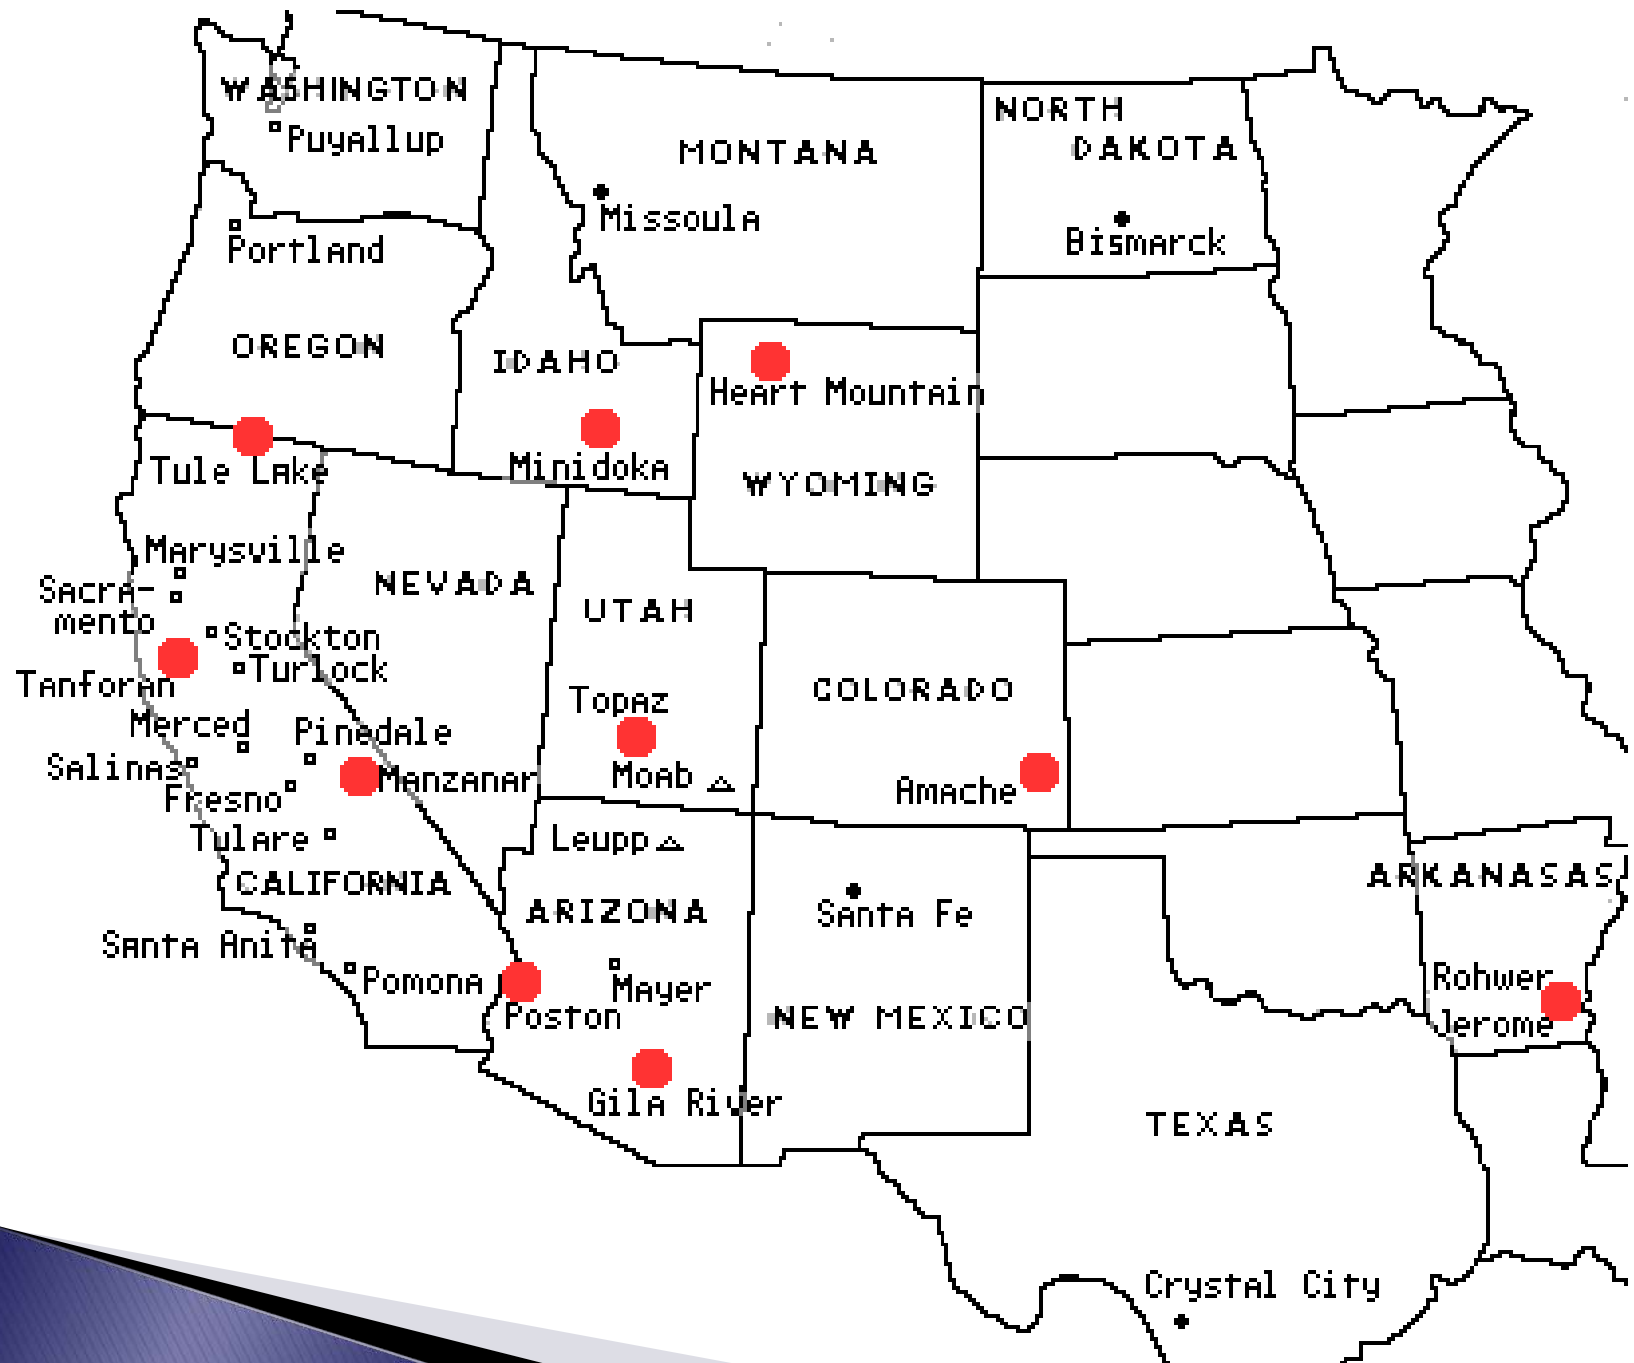 WASHINGTON
Puyallup
NORTH
DAKOTA
MONTANA
Missoula
Bismarck
Portland
OREGON
IDAHO
Heart Mountain
Tule Lake
Minidoka
WYOMING
Marysville
Sacra-
mento
NEVADA
UTAH
Stockton
Turlock
Tanforan
Topaz
COLORADO
Merced
Pinedale
Salinas
Manzanar
Moab
Amache
Fresno
Tulare
Leupp
CALIFORNIA
ARIZONA
ARKANASAS
Santa Fe
Santa Anita
Pomona
Mayer
Rohwer
Poston
NEW MEXICO
Jerome
Gila River
TEXAS
Crystal City